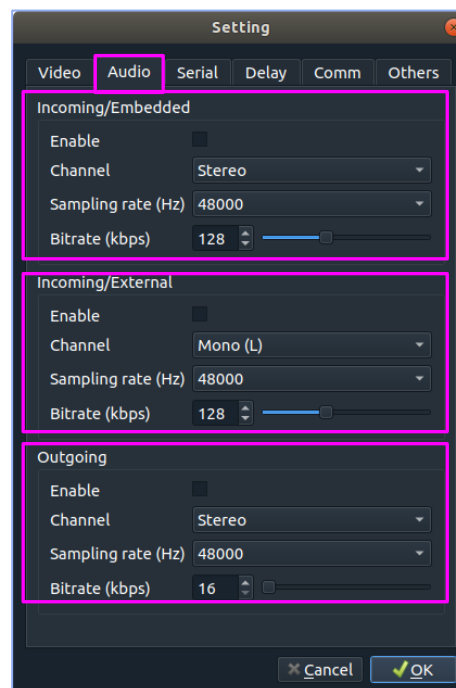 Setting
Video Audio Serial Delay Comm Others
Incoming/Embedded
Enable
Channel Stereo
Sampling rate (Hz) 48000
Bitrate (kbps) 128
Incoming/External
Enable
Channel Mono (L)
Sampling rate (Hz) 48000
Bitrate (kbps) 128
Outgoing
Enable
Channel Stereo
Sampling rate (Hz) 48000
Bitrate (kbps) 16
Cancel OK